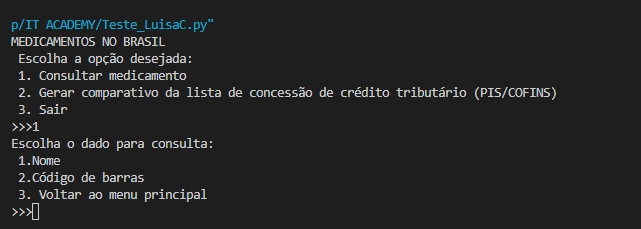 p/IT ACADEMY/Teste_LuisaC.py"
MEDICAMENTOS NO BRASIL
Escolha a opção desejada:
1. Consultar medicamento
2. Gerar comparativo da lista de concessão de crédito tributário (PIS/COFINS)
3. Sair
>>>1
Escolha o dado para consulta:
1.Nome
2.Código de barras
3. Voltar ao menu principal
>>>